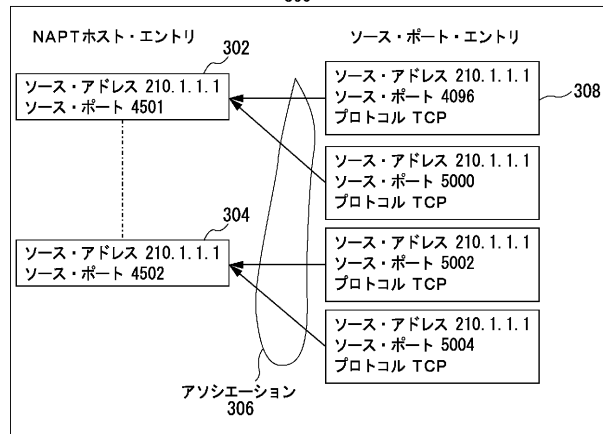 NAPTホスト・エントリ
ソース・ポート・エントリ
302
ソース・アドレス 210.1.1.1
ソース・ポート 4501
ソース・アドレス 210.1.1.1
ソース・ポート 4096
プロトコル TCP
308
ソース・アドレス 210.1.1.1
ソース・ポート 5000
プロトコル TCP
304
ソース・アドレス 210.1.1.1
ソース・ポート 4502
ソース・アドレス 210.1.1.1
ソース・ポート 5002
プロトコル TCP
ソース・アドレス 210.1.1.1
ソース・ポート 5004
プロトコル TCP
アソシエーション
306